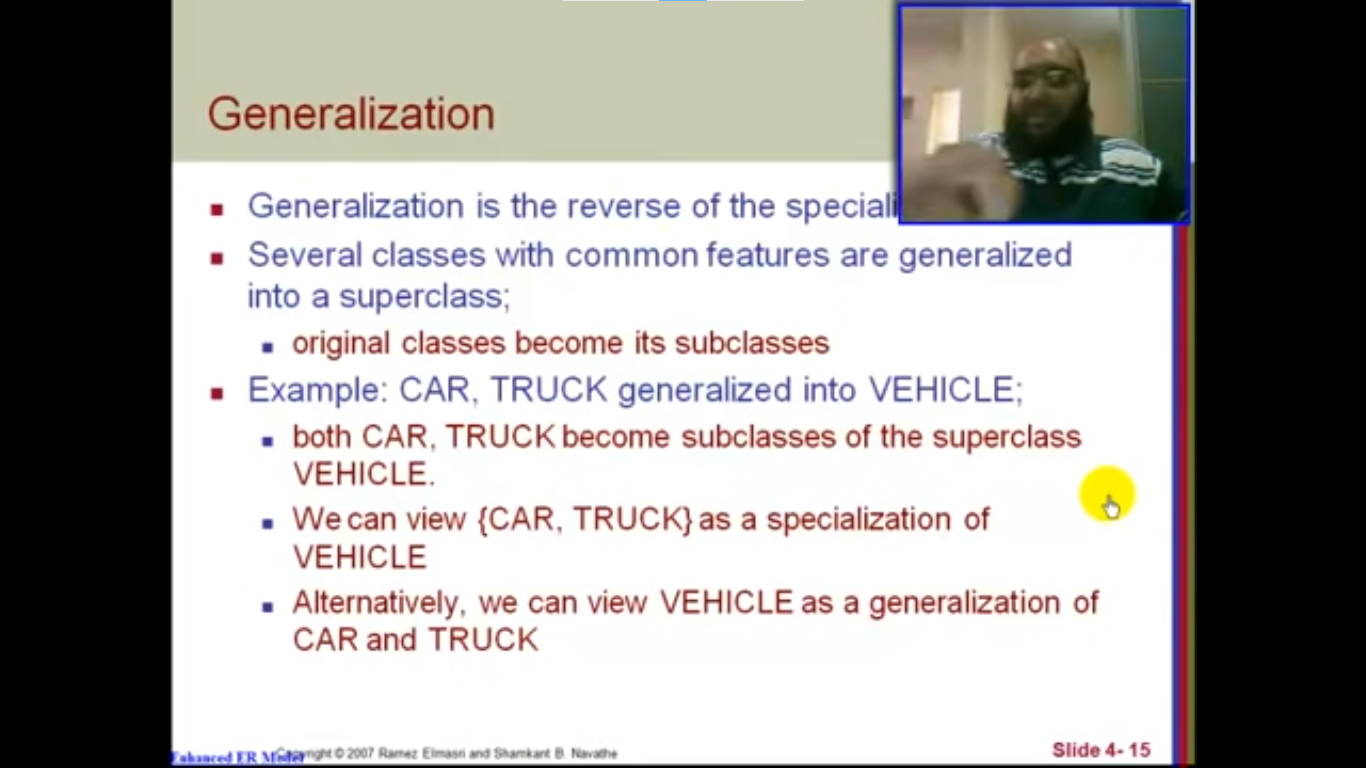 Generalization
Generalization is the reverse of the speciali
Several classes with common features are generalized
into a superclass;
original classes become its subclasses
Example: CAR, TRUCK generalized into VEHICLE;
both CAR, TRUCK become subclasses of the superclass
VEHICLE.
We can view {CAR, TRUCK} as a specialization of
VEHICLE
Alternatively, we can view VEHICLE as a generalization of
CAR and TRUCK
Enhanced ER Model
Copyright © 2007 Ramez Elmasri and Shamkant B. Navathe
Slide 4- 15